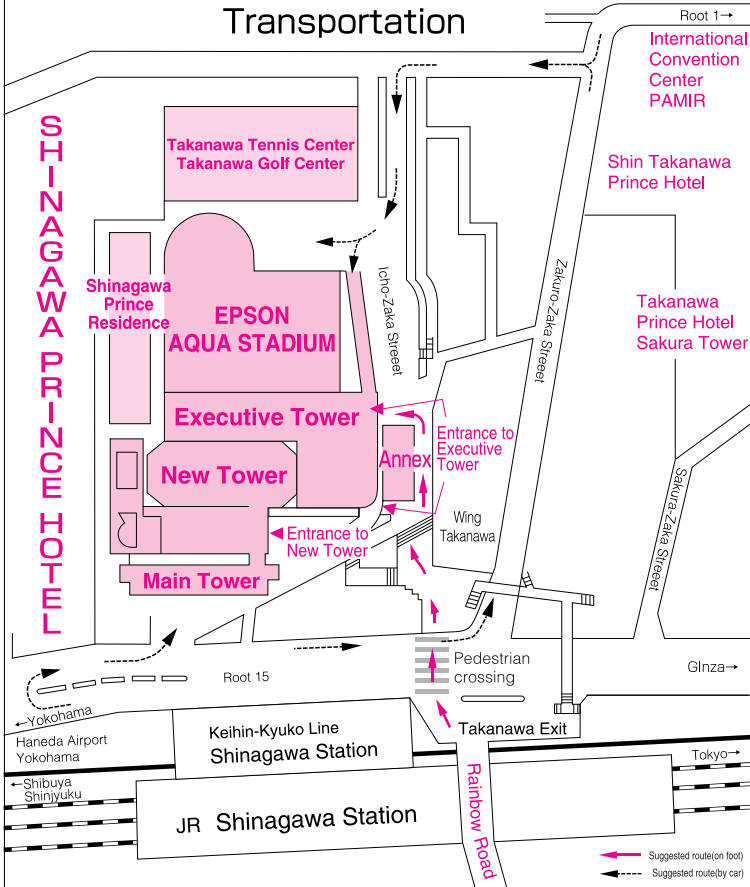 Transportation
Root 1→
International
Convention
Center
PAMIR
SHINAGAWA PRINCE HOTEL
Takanawa Tennis Center
Takanawa Golf Center
Shin Takanawa
Prince Hotel
Shinagawa
Prince
Residence
EPSON
AQUA STADIUM
Icho-Zaka Streeet
Zakuro-Zaka Streeet
Takanawa
Prince Hotel
Sakura Tower
Executive Tower
Entrance to
Executive
Tower
Annex
New Tower
Wing
Takanawa
Sakura-Zaka Streeet
Entrance to
New Tower
Main Tower
Pedestrian
crossing
GInza→
Root 15
←Yokohama
Haneda Airport
Yokohama
Keihin-Kyuko Line
Shinagawa Station
Takanawa Exit
Tokyo→
←Shibuya
Shinjyuku
JR Shinagawa Station
Rainbow Road
Suggested route(on foot)
Suggested route(by car)